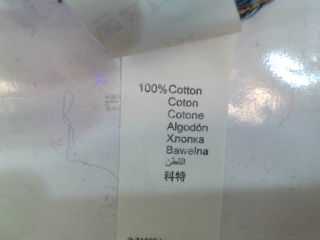 100% Cotton
Coton
Cotone
Algodón
Хлопка
Bawełna
القطن
科特